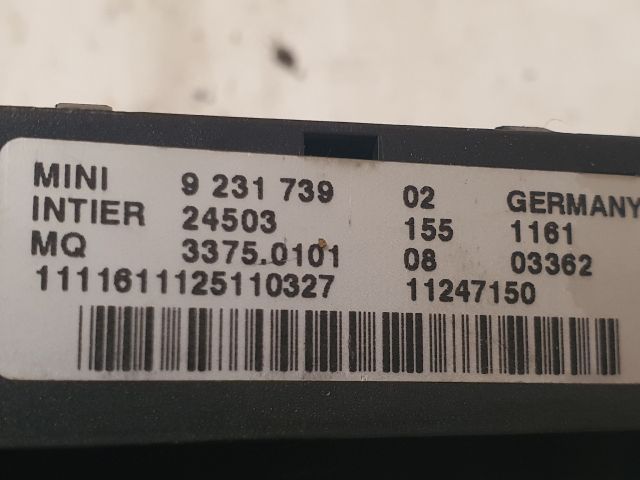 MINI 9 231 739 02 GERMANY
INTIER 24503 155 1161
MQ 3375.0101 08 03362
1111611125110327 11247150